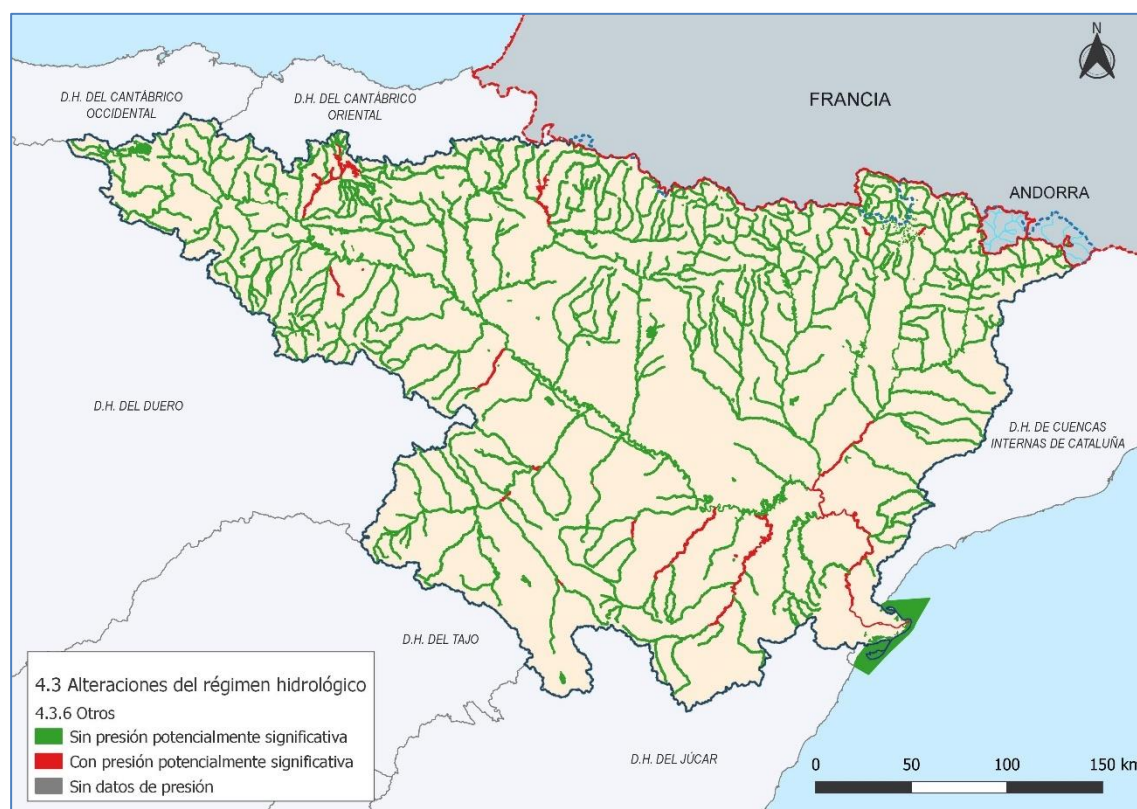 N
D.H. DEL CANTÁBRICO
OCCIDENTAL
D.H. DEL CANTÁBRICO
ORIENTAL
FRANCIA
ANDORRA
D.H. DEL DUERO
D.H. DE CUENCAS
INTERNAS DE CATALUÑA
D.H. DEL TAJO
D.H. DEL JÚCAR
4.3 Alteraciones del régimen hidrológico
4.3.6 Otros
Sin presión potencialmente significativa
Con presión potencialmente significativa
Sin datos de presión
0 50 100 150 km